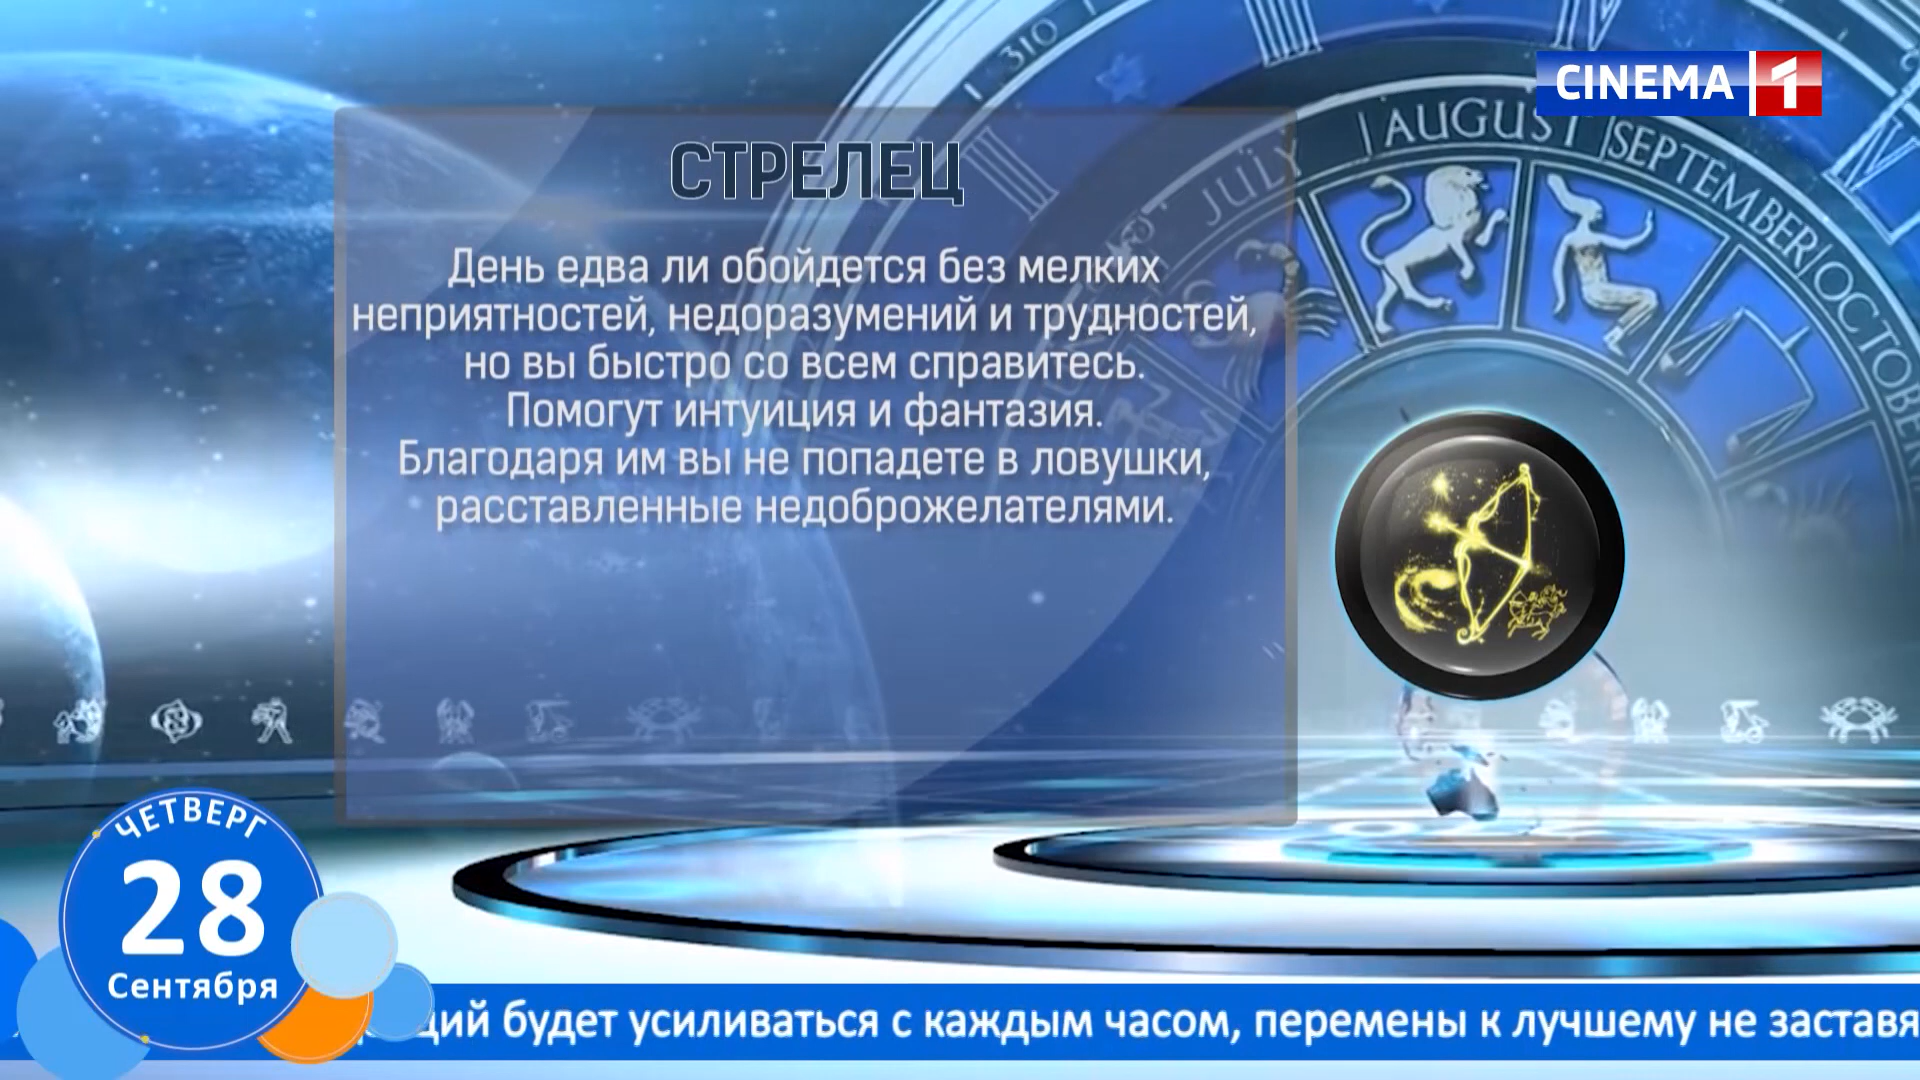 CINEMA 1
310
JULY
AUGUST
SEPTEMBER
OCTOBER
СТРЕЛЕЦ
День едва ли обойдется без мелких
неприятностей, недоразумений и трудностей,
но вы быстро со всем справитесь.
Помогут интуиция и фантазия.
Благодаря им вы не попадете в ловушки,
расставленные недоброжелателями.
ЧЕТВЕРГ
28
Сентября
будет усиливаться с каждым часом, перемены к лучшему не заставя